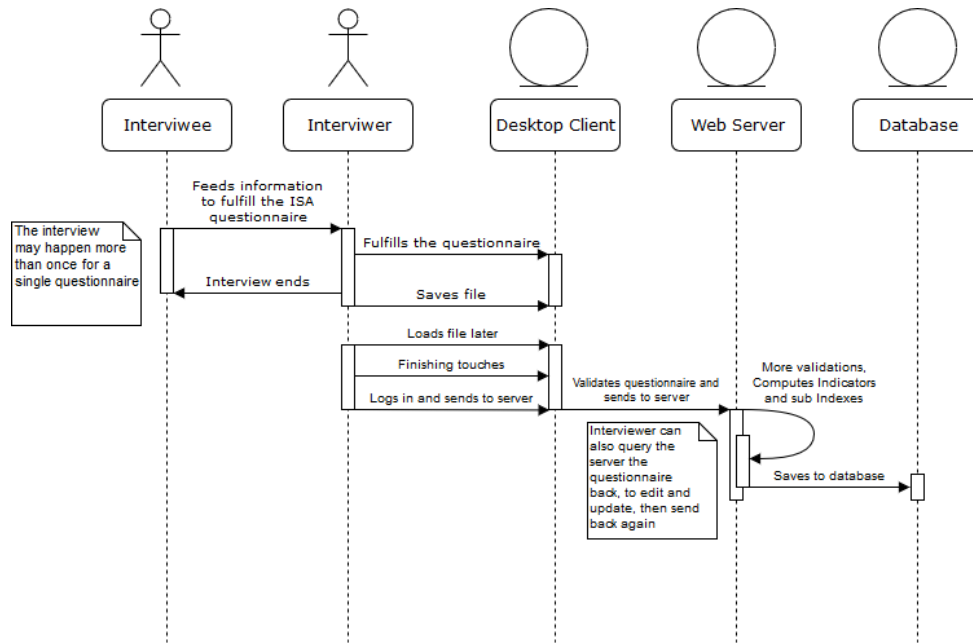 Interviwee
Interviwer
Desktop Client
Web Server
Database
Feeds information
to fulfill the ISA
questionnaire
The interview
may happen more
than once for a
single questionnaire
Fulfills the questionnaire
Interview ends
Saves file
Loads file later
Finishing touches
Logs in and sends to server
Validates questionnaire and
sends to server
More validations,
Computes Indicators
and sub Indexes
Interviewer can
also query the
server the
questionnaire
back, to edit and
update, then send
back again
Saves to database